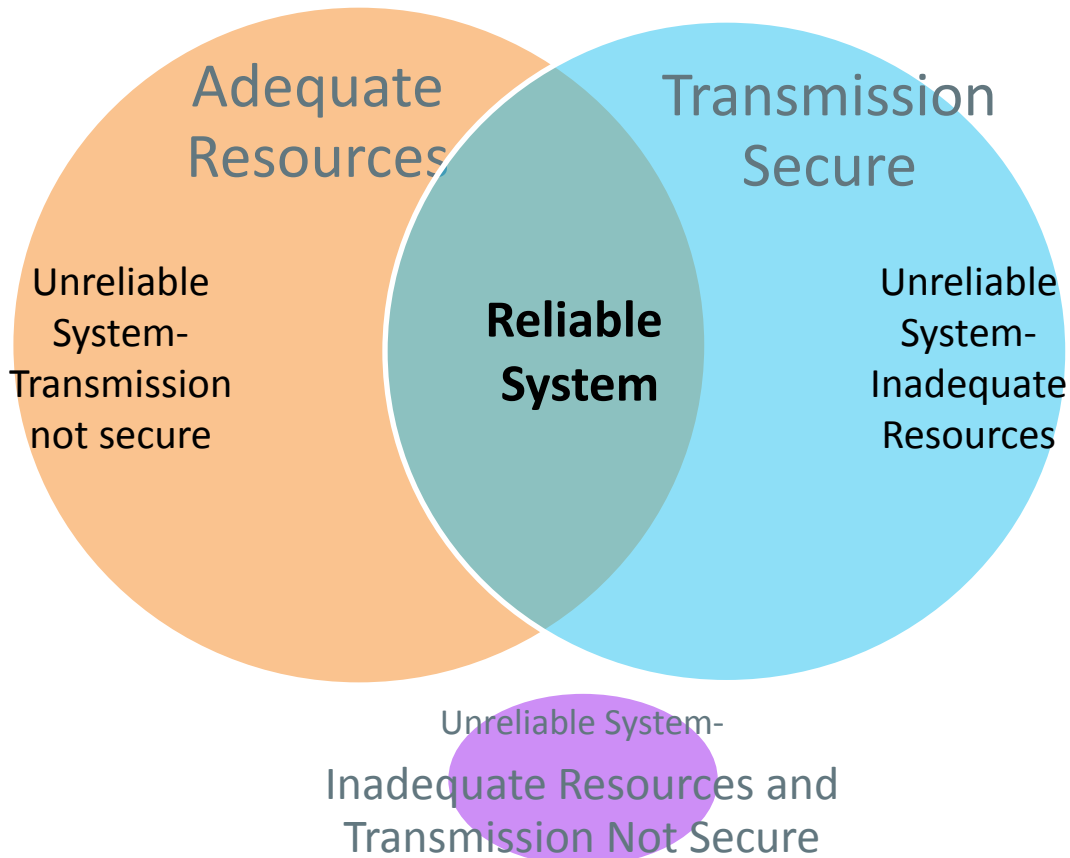 Adequate
Resources
Transmission
Secure
Unreliable
System-
Transmission
not secure
Reliable
System
Unreliable
System-
Inadequate
Resources
Unreliable System-
Inadequate Resources and
Transmission Not Secure